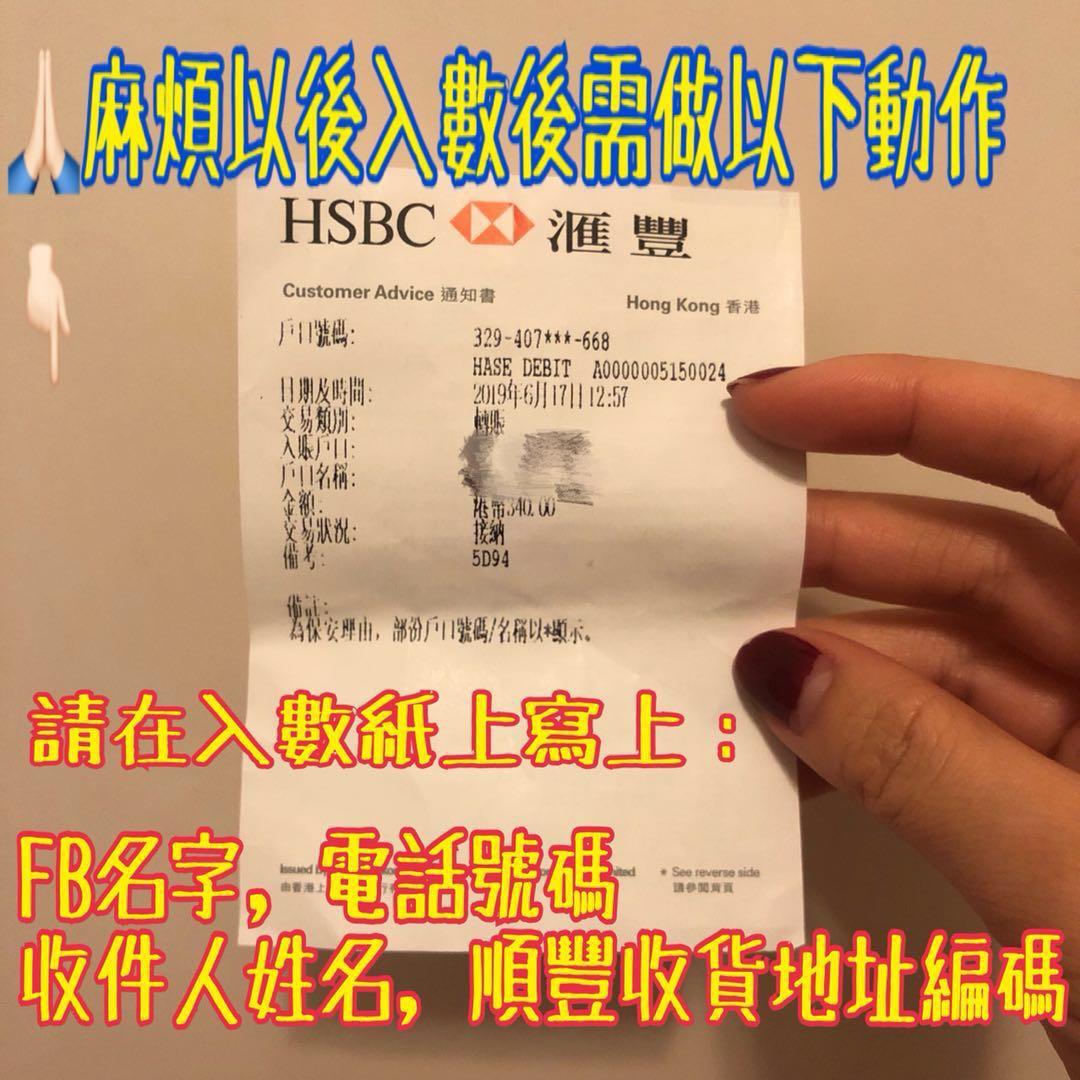 🙏麻煩以後入數後需做以下動作
HSBC 滙豐
Customer Advice 通知書
Hong Kong 香港
戶口號碼: 329-407***-668
HASE DEBIT A0000005150024
日期及時間: 2019年6月17日12:57
交易類別: 轉賬
入賬戶口:
戶口名稱:
金額: 港幣340.00
交易狀況: 接納
備考: 5D94
備註:
為保安理由, 部份戶口號碼/名稱以*顯示。
請在入數紙上寫上:
FB名字, 電話號碼
Issued
* See reverse side
由香港上
請參閱背頁
收件人姓名, 順豐收貨地址編碼